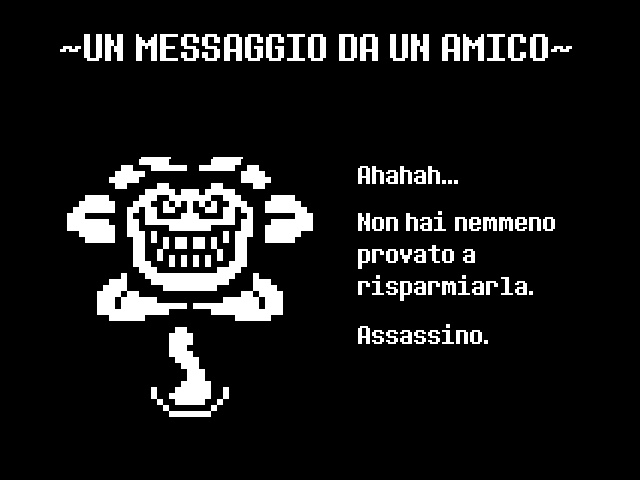 ~UN MESSAGGIO DA UN AMICO~
Ahahah...
Non hai nemmeno
provato a
risparmiarla.
Assassino.